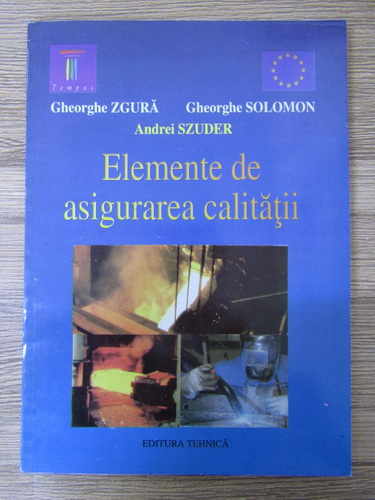 Tempus
Gheorghe ZGURĂ Gheorghe SOLOMON
Andrei SZUDER
Elemente de
asigurarea calităţii
EDITURA TEHNICĂ